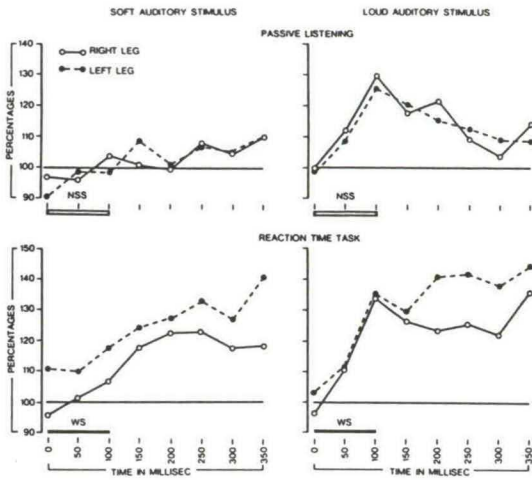 SOFT AUDITORY STIMULUS LOUD AUDITORY STIMULUS
PASSIVE LISTENING
140
130
120
110
100
90
PERCENTAGES
RIGHT LEG
LEFT LEG
NSS
NSS
REACTION TIME TASK
150
140
130
120
110
100
90
PERCENTAGES
WS
WS
0 50 100 150 200 250 300 350
0 50 100 150 200 250 300 350
TIME IN MILLISEC TIME IN MILLISEC